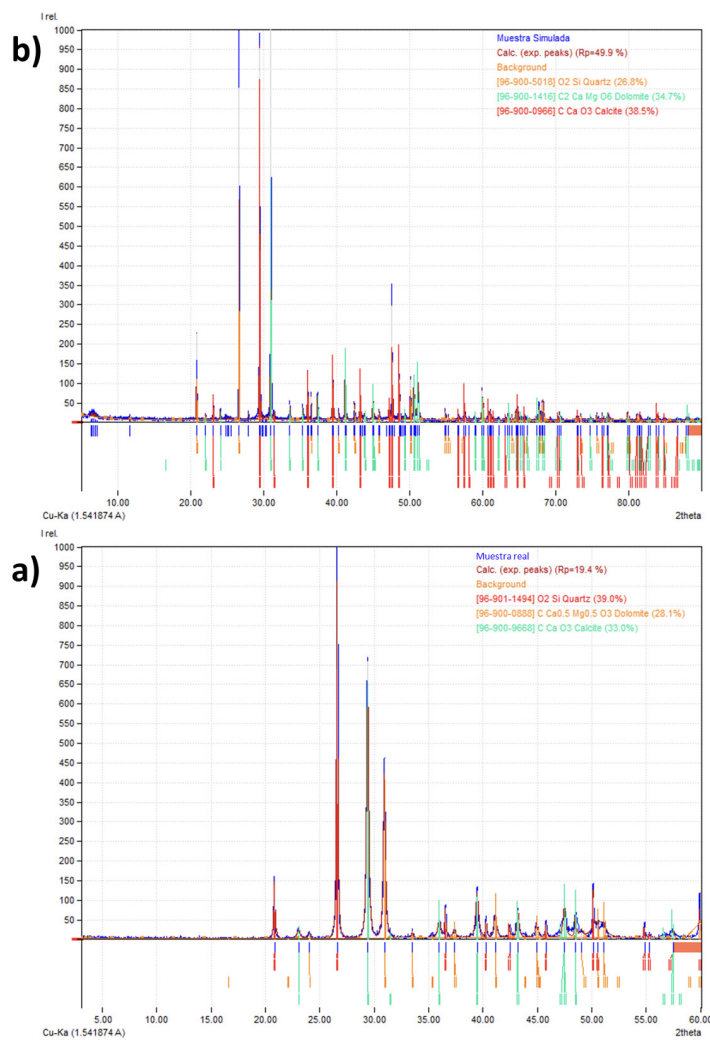 I rel.
b)
1000
950
900
850
800
750
700
650
600
550
500
450
400
350
300
250
200
150
100
50
Muestra Simulada
Calc. (exp. peaks) (Rp=49.9 %)
Background
[96-900-5018] O2 Si Quartz (26.8%)
[96-900-1416] C2 Ca Mg O6 Dolomite (34.7%)
[96-900-0966] C Ca O3 Calcite (38.5%)
10.00 20.00 30.00 40.00 50.00 60.00 70.00 80.00
Cu-Ka (1.541874 A) 2theta
I rel.
a)
1000
950
900
850
800
750
700
650
600
550
500
450
400
350
300
250
200
150
100
50
Muestra real
Calc. (exp. peaks) (Rp=19.4 %)
Background
[96-901-1494] O2 Si Quartz (39.0%)
[96-900-0888] C Ca0.5 Mg0.5 O3 Dolomite (28.1%)
[96-900-9668] C Ca O3 Calcite (33.0%)
5.00 10.00 15.00 20.00 25.00 30.00 35.00 40.00 45.00 50.00 55.00 60.00
Cu-Ka (1.541874 A) 2theta